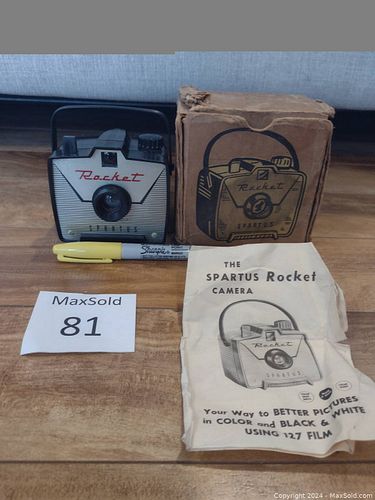 Rocket
SPARTUS
Rocket
SPARTUS
Sharpie
MaxSold
81
THE
SPARTUS Rocket
CAMERA
Rocket
SPARTUS
Your Way to BETTER PICTURES
in COLOR and BLACK & WHITE
USING 127 FILM
Copyright 2024 - MaxSold.com